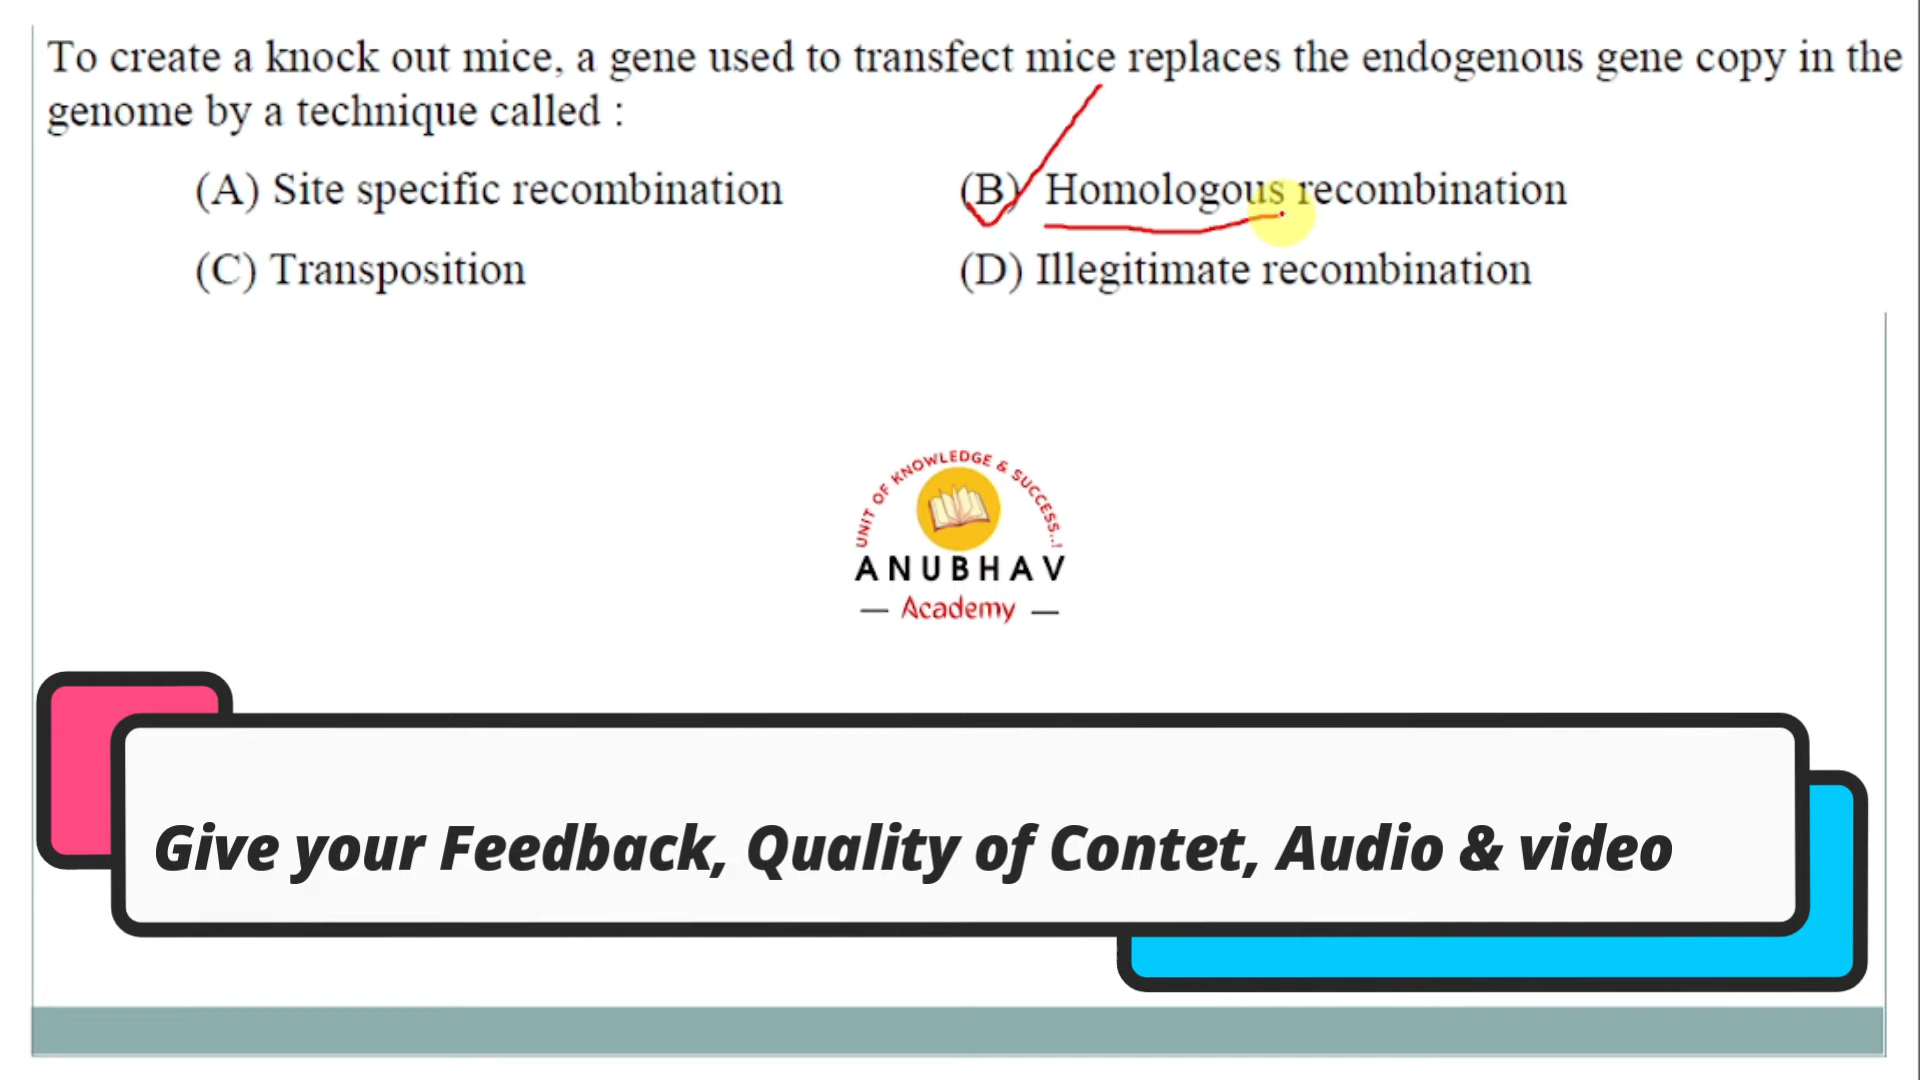 To create a knock out mice, a gene used to transfect mice replaces the endogenous gene copy in the
genome by a technique called :
(A) Site specific recombination (B) Homologous recombination
(C) Transposition (D) Illegitimate recombination
UNIT OF KNOWLEDGE & SUCCESS..!
ANUBHAV
— Academy —
Give your Feedback, Quality of Contet, Audio & video